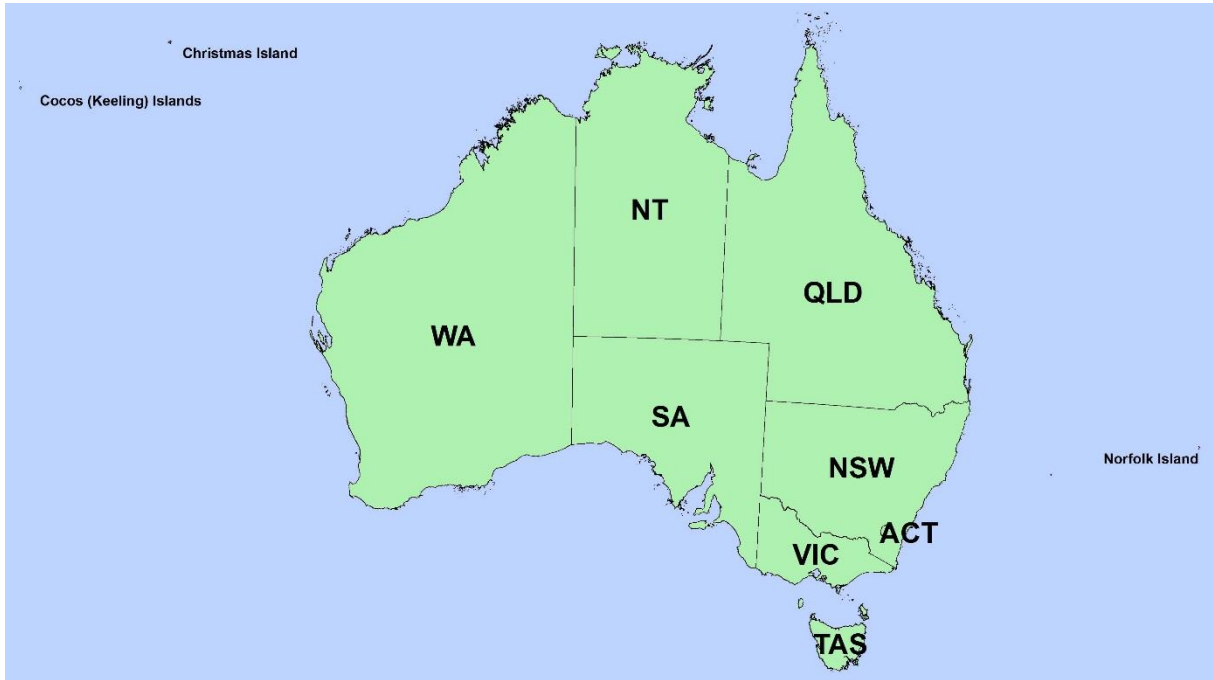 Christmas Island
Cocos (Keeling) Islands
NT
QLD
WA
SA
NSW
Norfolk Island
ACT
VIC
TAS